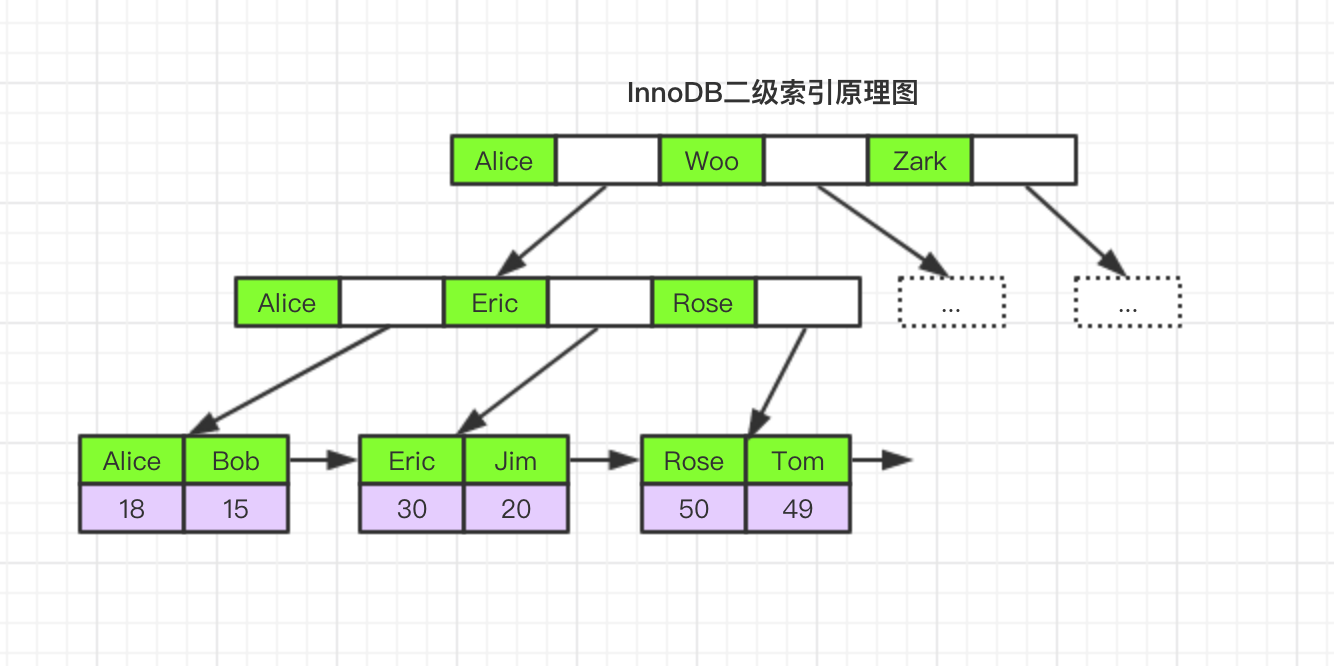 InnoDB二级索引原理图
Alice Woo Zark
Alice Eric Rose ... ...
Alice Bob Eric Jim Rose Tom
18 15 30 20 50 49